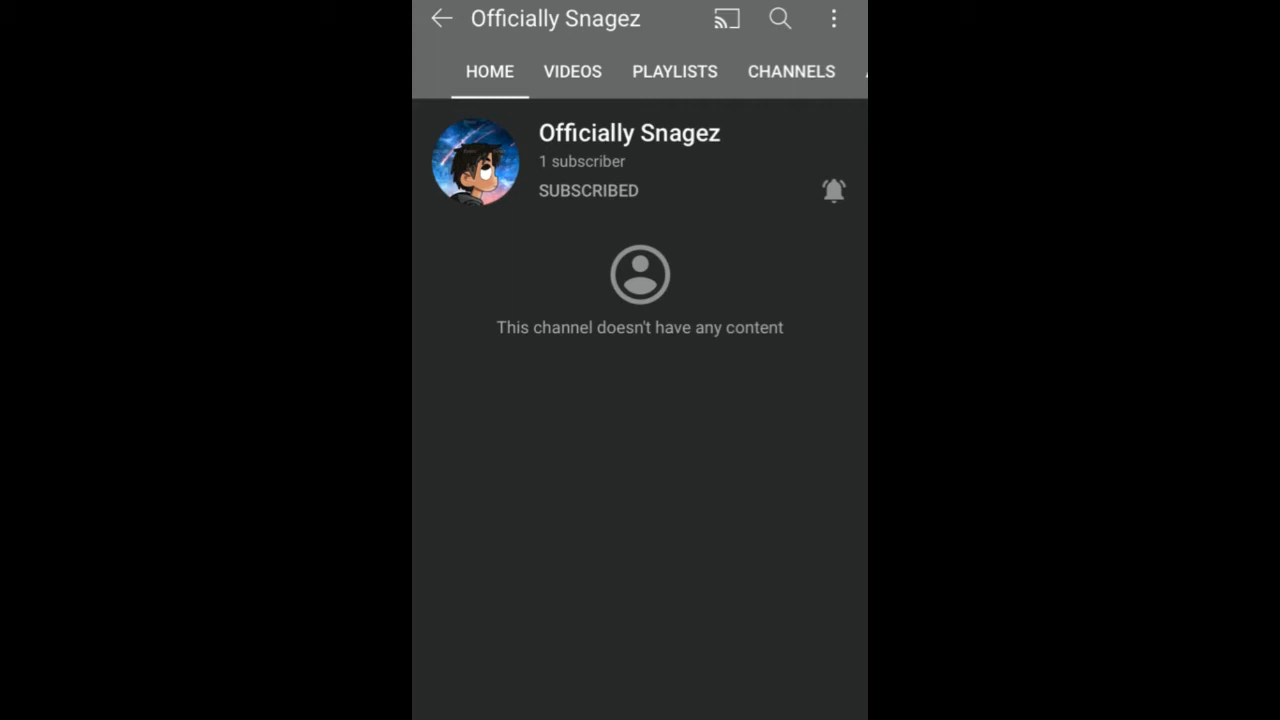 Officially Snagez
HOME VIDEOS PLAYLISTS CHANNELS
Officially Snagez
1 subscriber
SUBSCRIBED
This channel doesn't have any content